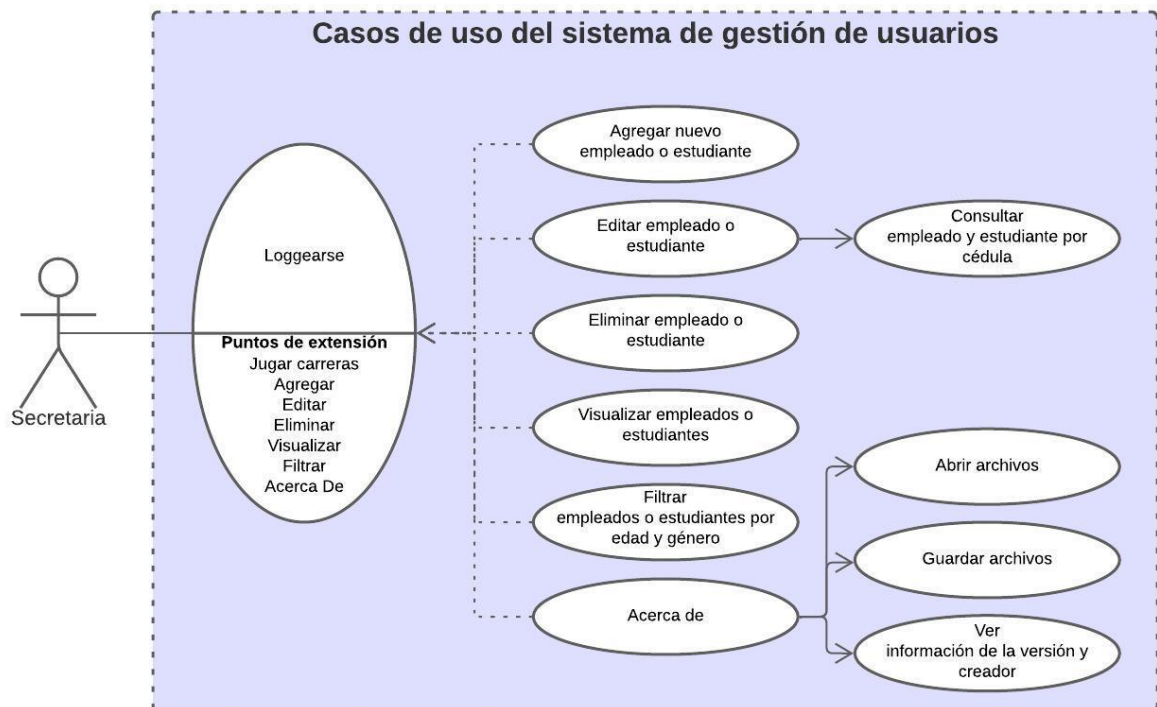 Casos de uso del sistema de gestión de usuarios
Secretaria
Loggearse
Puntos de extensión
Jugar carreras
Agregar
Editar
Eliminar
Visualizar
Filtrar
Acerca De
Agregar nuevo
empleado o estudiante
Editar empleado o
estudiante
Consultar
empleado y estudiante por
cédula
Eliminar empleado o
estudiante
Visualizar empleados o
estudiantes
Filtrar
empleados o estudiantes por
edad y género
Acerca de
Abrir archivos
Guardar archivos
Ver
información de la versión y
creador